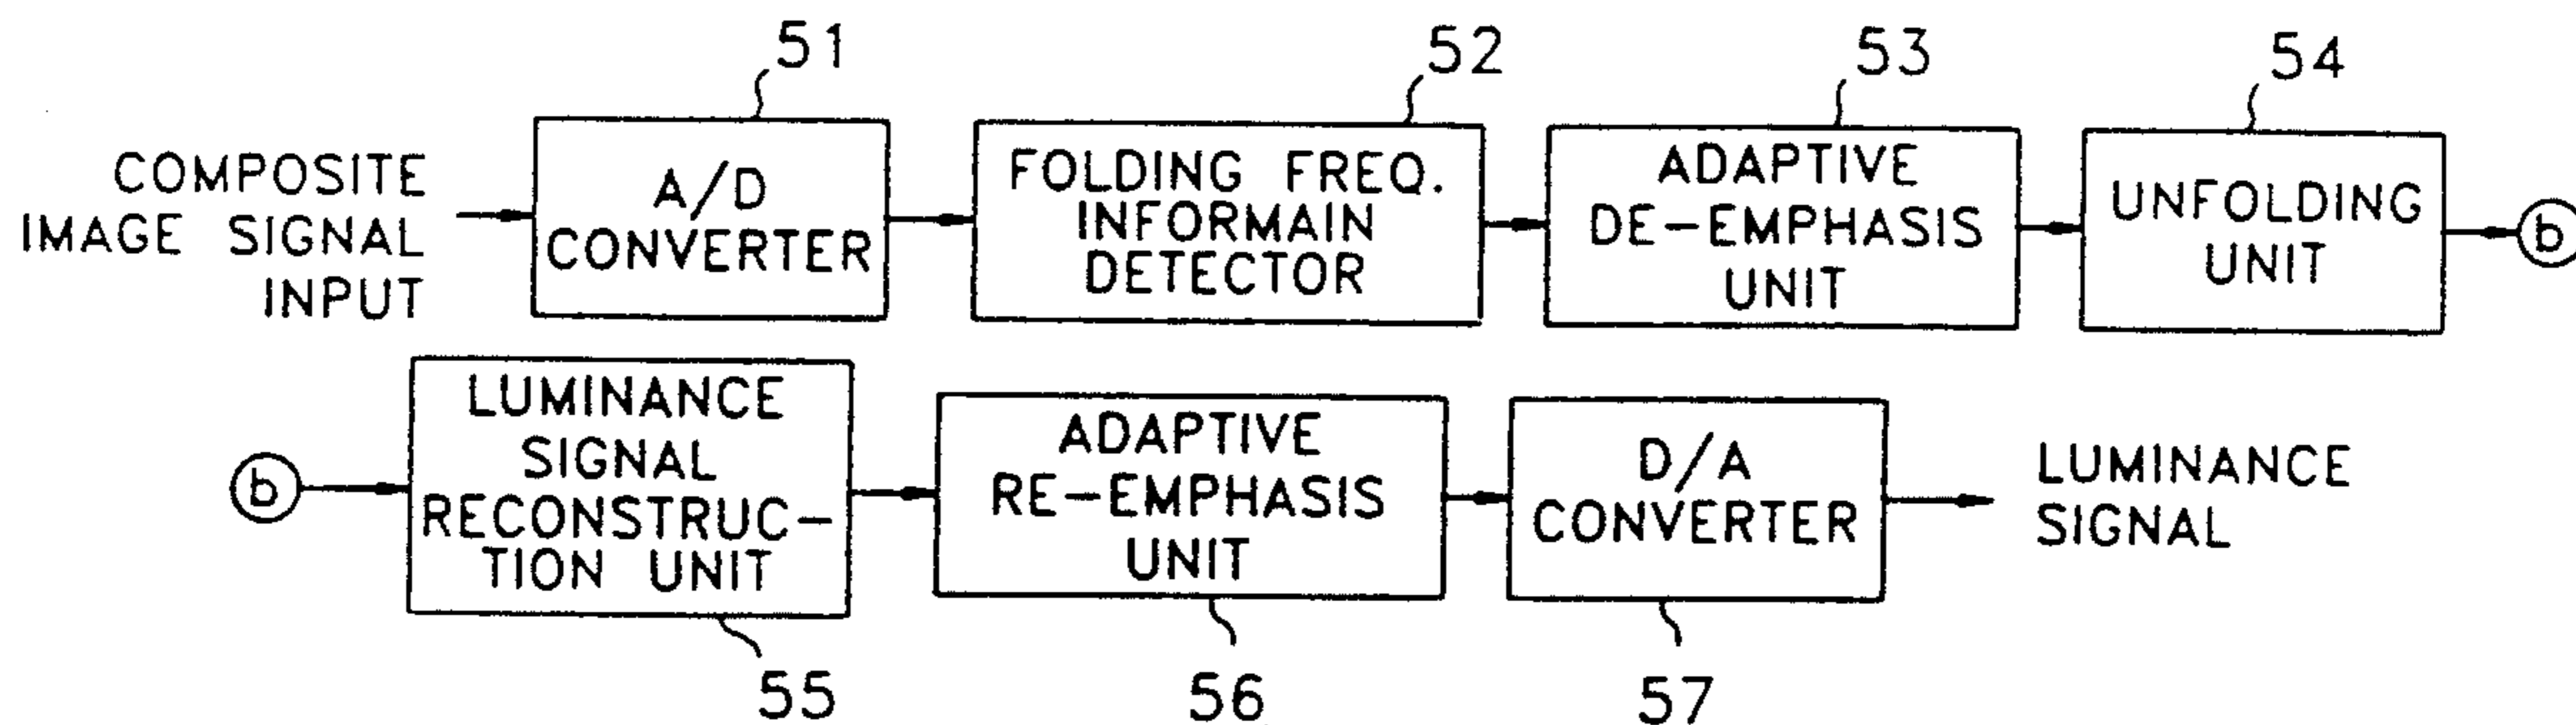 51
52
53
54
COMPOSITE
IMAGE SIGNAL
INPUT
A/D
CONVERTER
FOLDING FREQ.
INFORMAIN
DETECTOR
ADAPTIVE
DE-EMPHASIS
UNIT
UNFOLDING
UNIT
b
b
LUMINANCE
SIGNAL
RECONSTRUC-
TION UNIT
ADAPTIVE
RE-EMPHASIS
UNIT
D/A
CONVERTER
LUMINANCE
SIGNAL
55
56
57